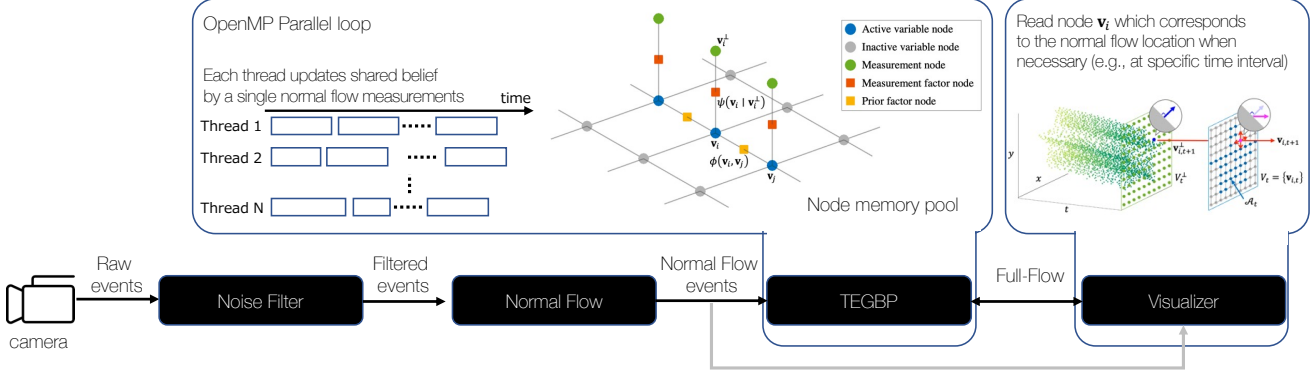 OpenMP Parallel loop
Each thread updates shared belief
by a single normal flow measurements
time
Thread 1
Thread 2
Thread N
𝐯ᵢ⊥
ψ(𝐯ᵢ | 𝐯ᵢ⊥)
𝐯ᵢ
ϕ(𝐯ᵢ, 𝐯ⱼ)
𝐯ⱼ
Active variable node
Inactive variable node
Measurement node
Measurement factor node
Prior factor node
Node memory pool
Read node 𝐯ᵢ which corresponds
to the normal flow location when
necessary (e.g., at specific time interval)
y
x
t
𝐯⊥i,t+1
V⊥t
𝐯i,t+1
Vt = {𝐯i,t}
𝒜t
camera
Raw
events
Noise Filter
Filtered
events
Normal Flow
Normal Flow
events
TEGBP
Full-Flow
Visualizer